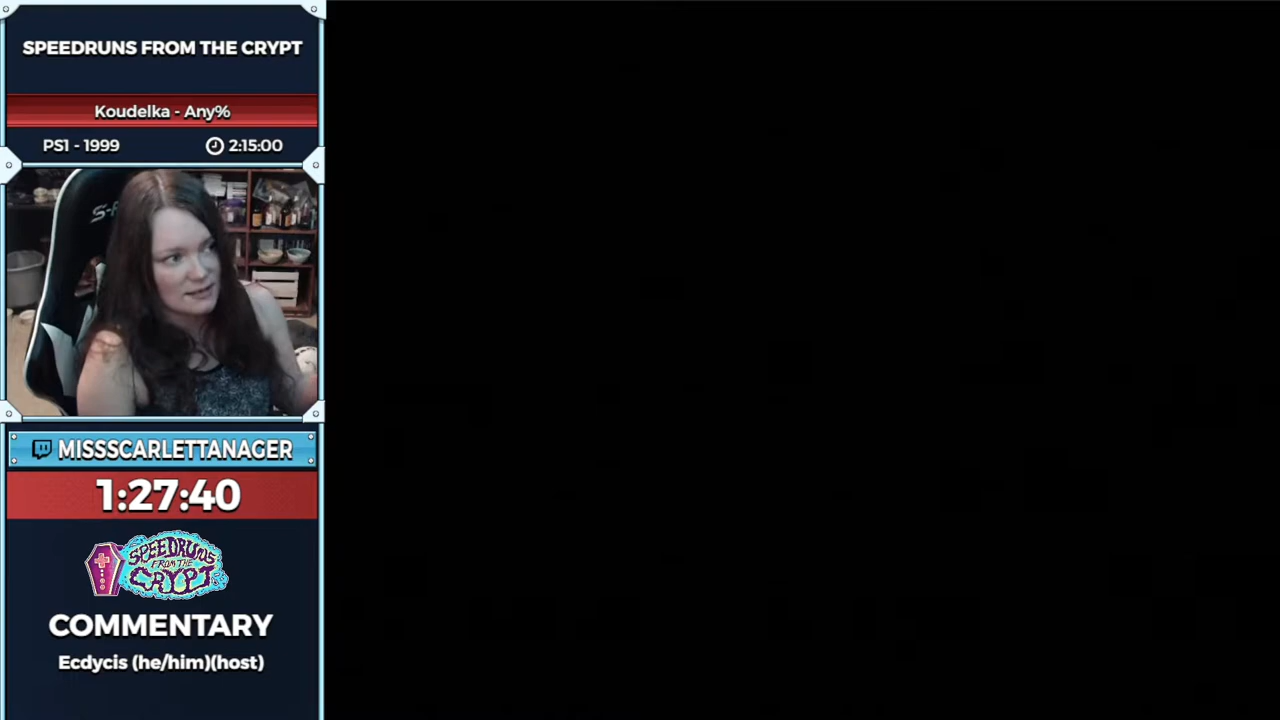 SPEEDRUNS FROM THE CRYPT
Koudelka - Any%
PS1 - 1999
2:15:00
MISSSCARLETTANAGER
1:27:40
SPEEDRUNS
FROM THE
CRYPT
COMMENTARY
Ecdycis (he/him)(host)